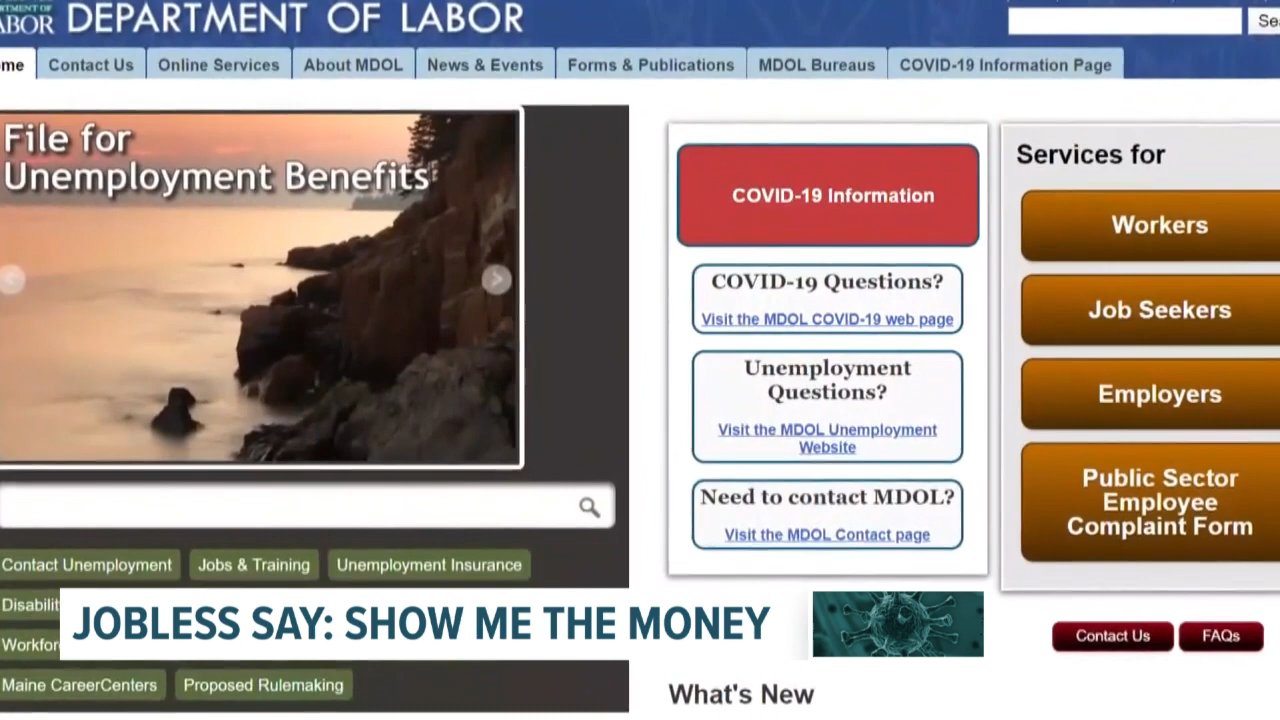 DEPARTMENT OF LABOR
Contact Us
Online Services
About MDOL
News & Events
Forms & Publications
MDOL Bureaus
COVID-19 Information Page
File for
Unemployment Benefits
COVID-19 Information
COVID-19 Questions?
Visit the MDOL COVID-19 web page
Unemployment
Questions?
Visit the MDOL Unemployment
Website
Need to contact MDOL?
Visit the MDOL Contact page
Services for
Workers
Job Seekers
Employers
Public Sector
Employee
Complaint Form
Contact Unemployment
Jobs & Training
Unemployment Insurance
JOBLESS SAY: SHOW ME THE MONEY
Contact Us
FAQs
Maine CareerCenters
Proposed Rulemaking
What's New